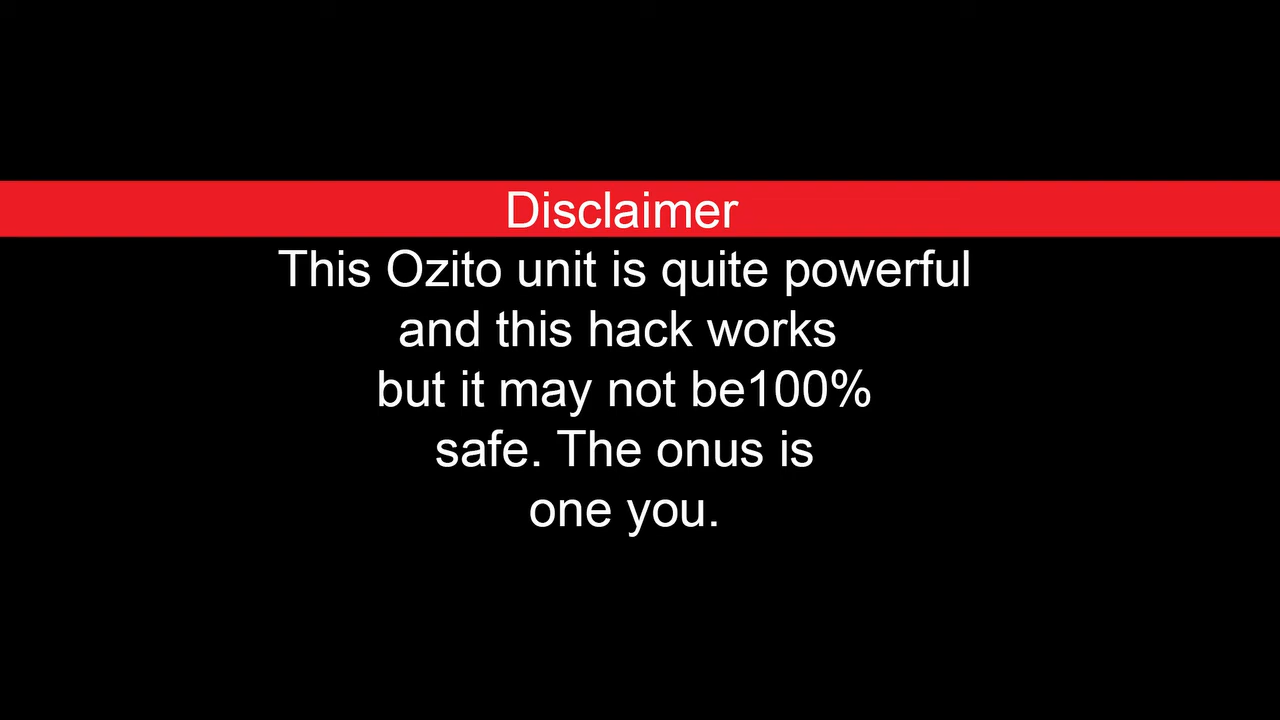 Disclaimer
This Ozito unit is quite powerful
and this hack works
but it may not be100%
safe. The onus is
one you.